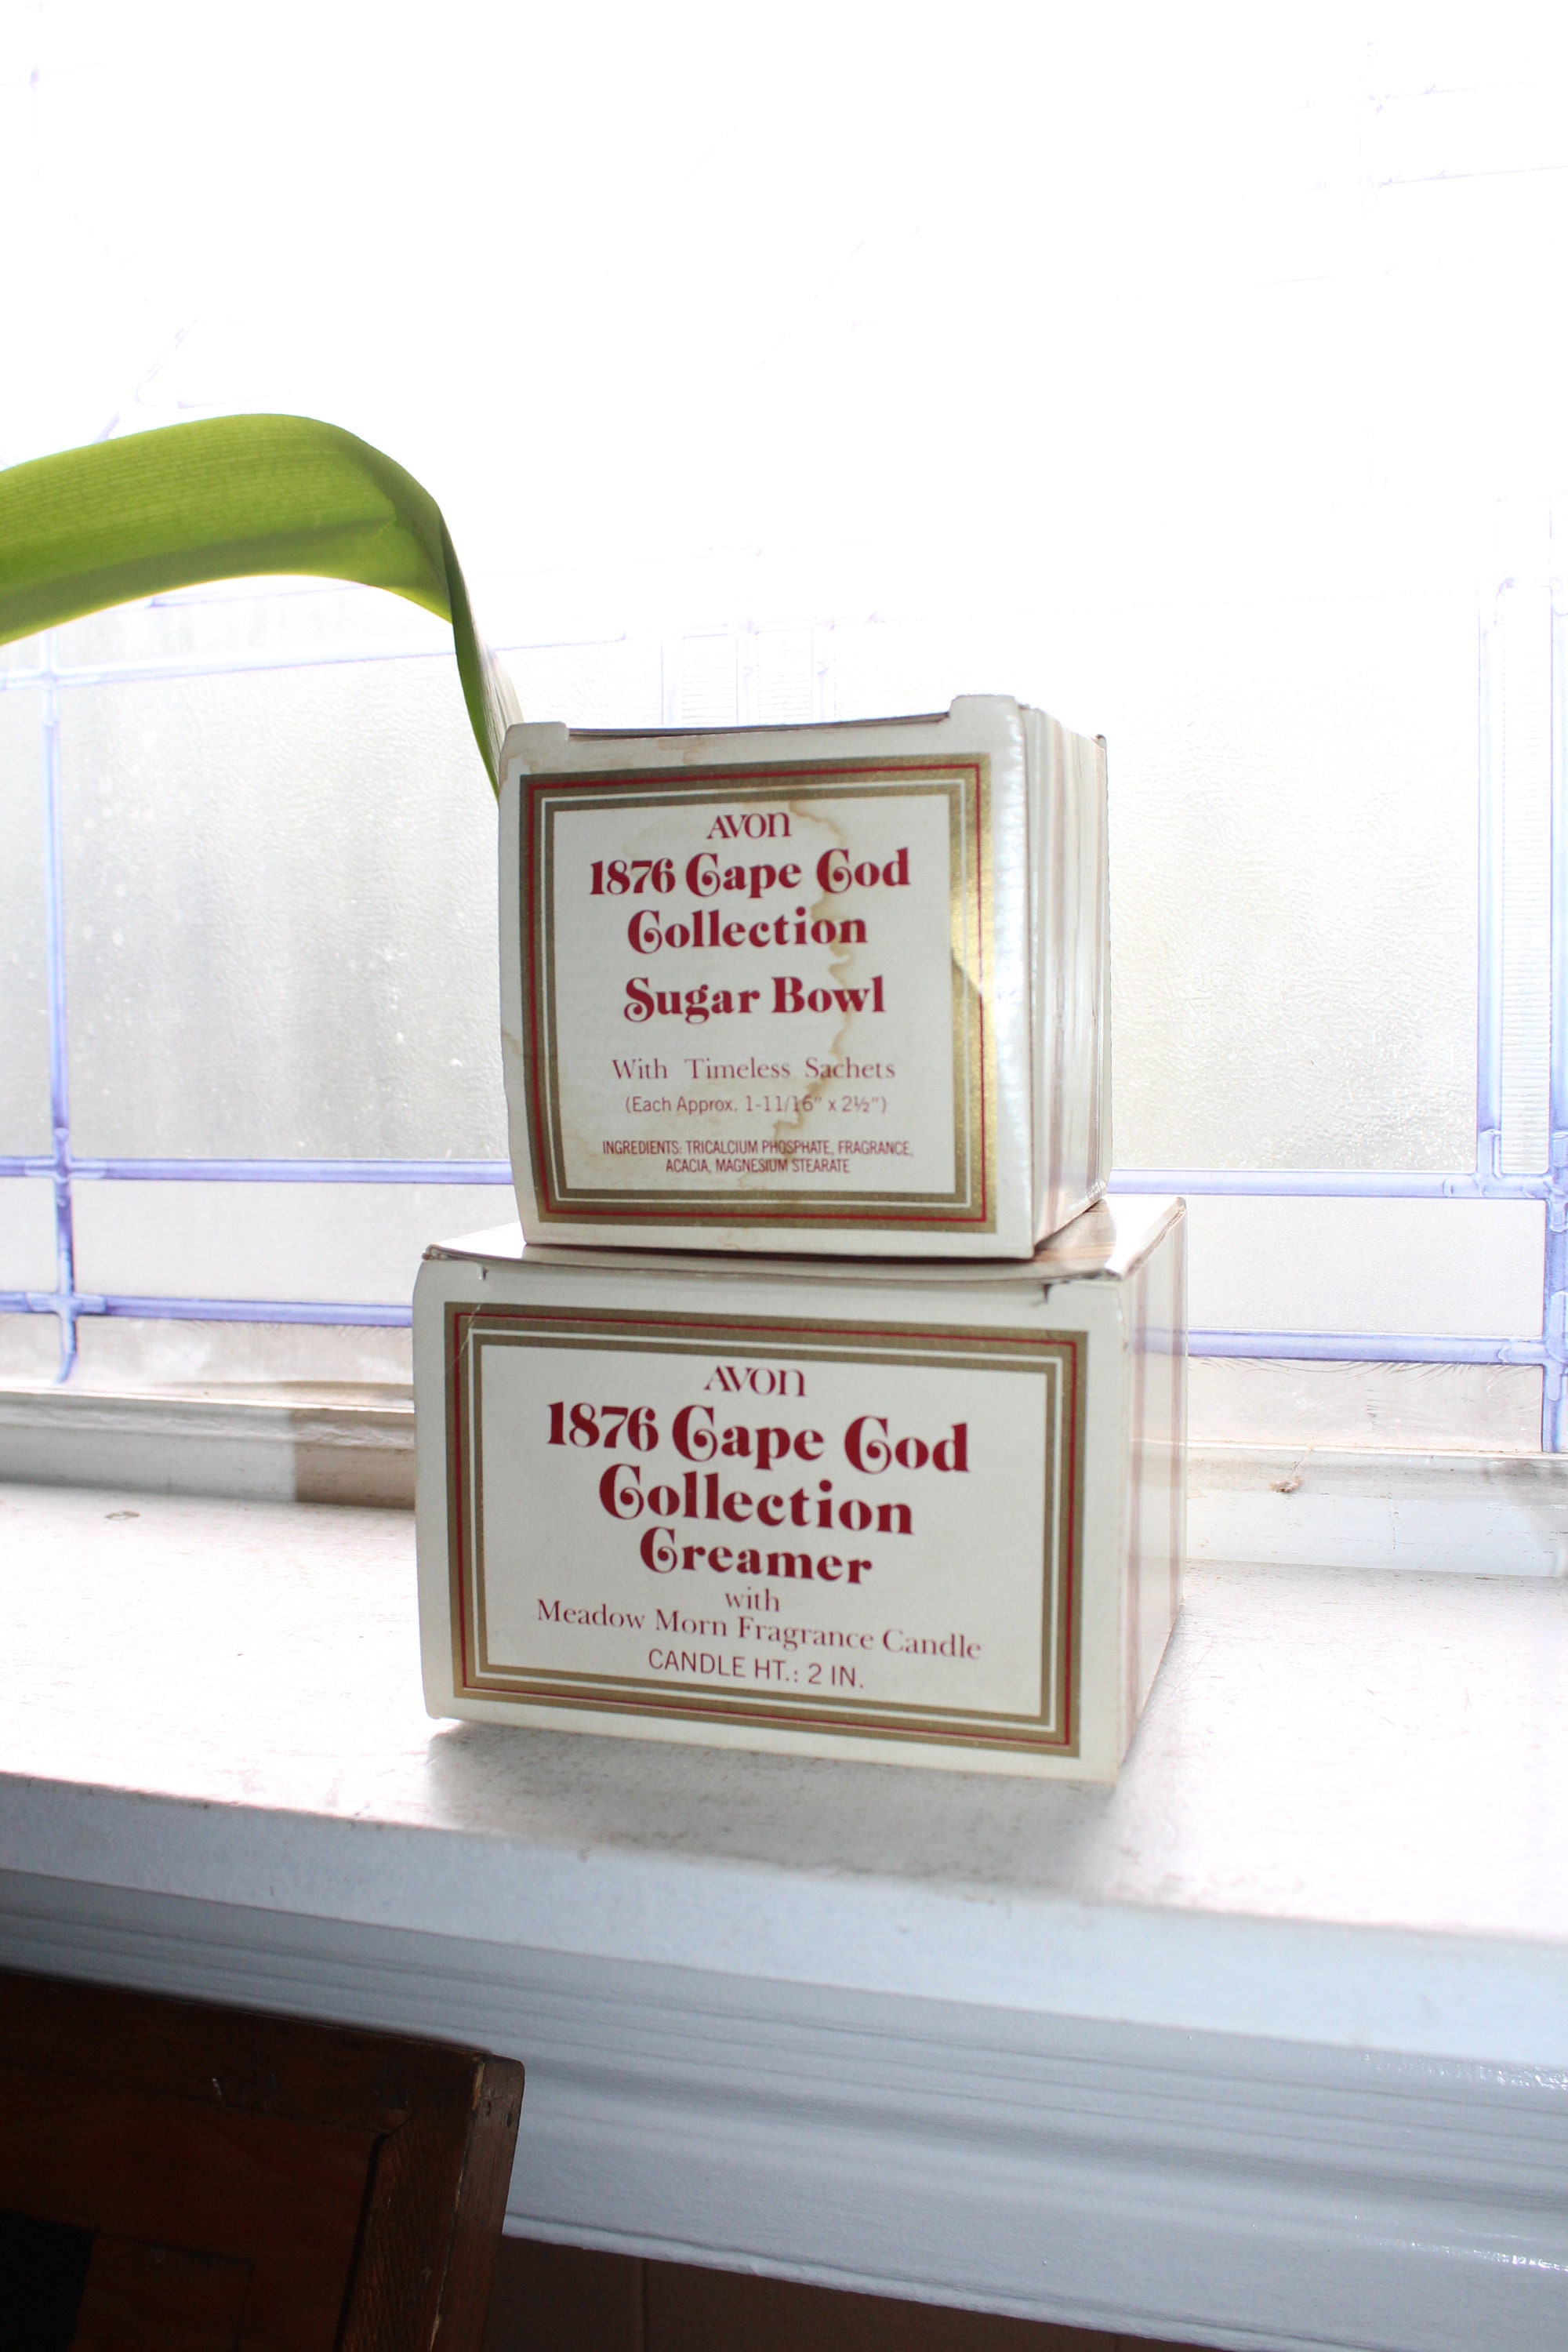 AVON
1876 Cape Cod
Collection
Sugar Bowl
With Timeless Sachets
(Each Approx. 1-11/16" x 2½")
INGREDIENTS: TRICALCIUM PHOSPHATE, FRAGRANCE,
ACACIA, MAGNESIUM STEARATE
AVON
1876 Cape Cod
Collection
Creamer
with
Meadow Morn Fragrance Candle
CANDLE HT.: 2 IN.